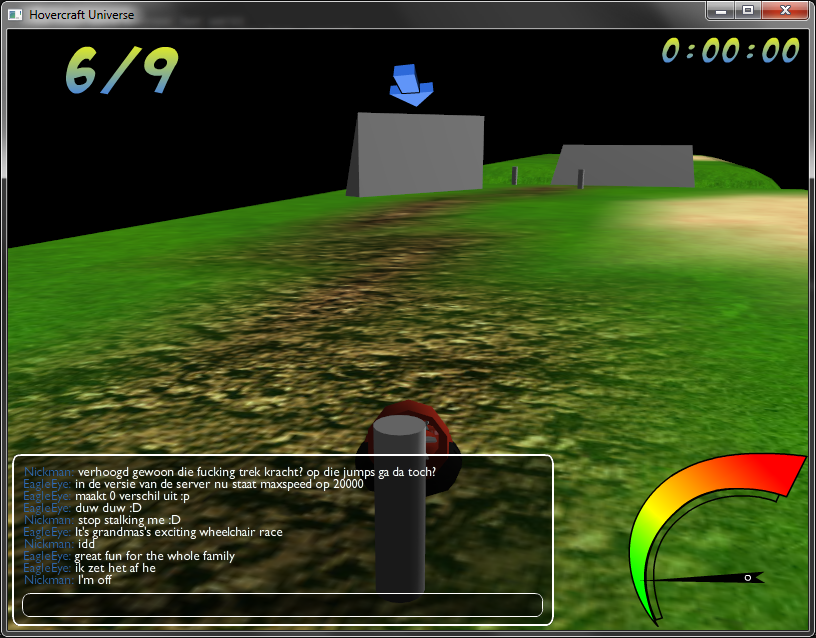 Hovercraft Universe
6/9
0:00:00
Nickman: verhoogd gewoon die fucking trek kracht? op die jumps ga da toch?
EagleEye: in de versie van de server nu staat maxspeed op 20000
EagleEye: maakt 0 verschil uit :p
EagleEye: duw duw :D
Nickman: stop stalking me :D
EagleEye: It's grandmas's exciting wheelchair race
Nickman: idd
EagleEye: great fun for the whole family
EagleEye: ik zet het af he
Nickman: I'm off